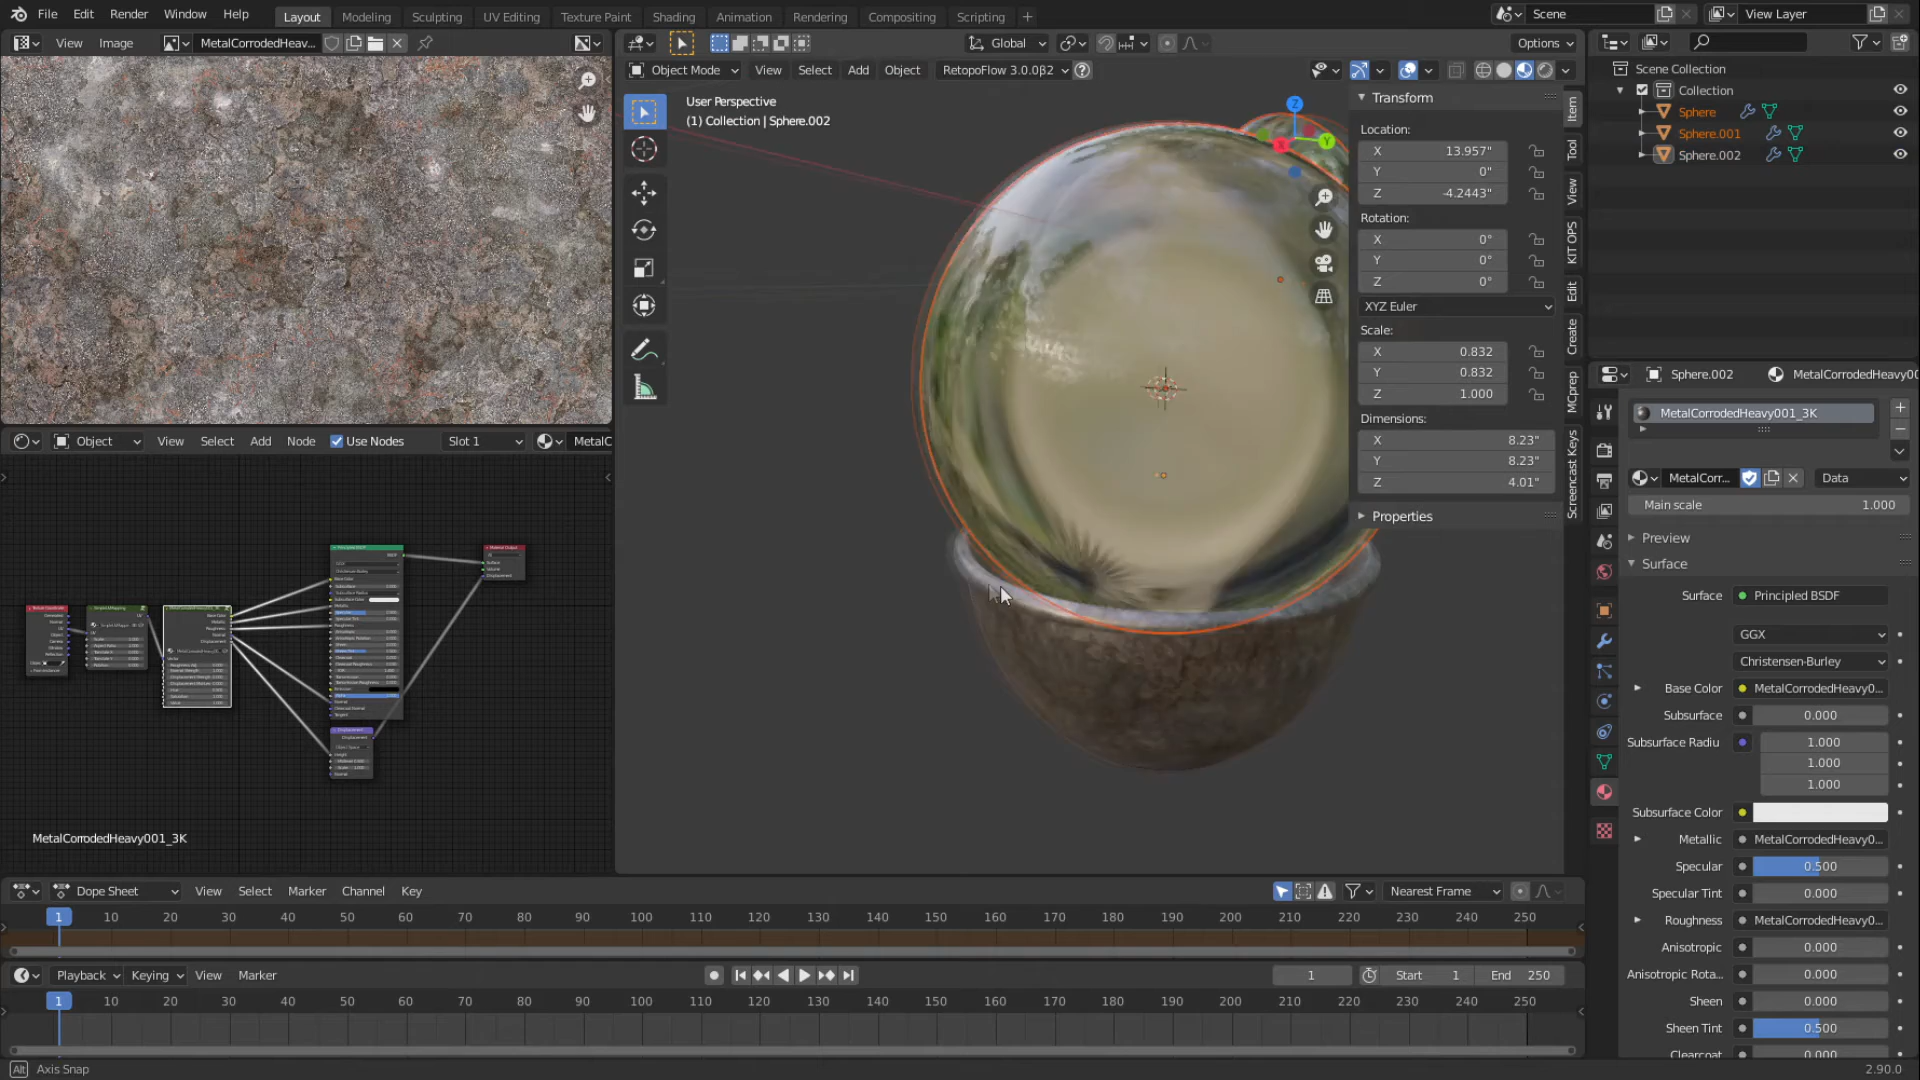 File Edit Render Window Help Layout Modeling Sculpting UV Editing Texture Paint Shading Animation Rendering Compositing Scripting + Scene View Layer
View Image MetalCorrodedHeav... Global Options
Object Mode View Select Add Object RetopoFlow 3.0.0β2
User Perspective
(1) Collection | Sphere.002
Z
Y
X
Transform
Location:
X 13.957"
Y 0"
Z -4.2443"
Rotation:
X 0°
Y 0°
Z 0°
XYZ Euler
Scale:
X 0.832
Y 0.832
Z 1.000
Dimensions:
X 8.23"
Y 8.23"
Z 4.01"
Properties
Item
Tool
View
KIT OPS
Edit
Create
MCprep
Screencast Keys
Scene Collection
Collection
Sphere
Sphere.001
Sphere.002
Sphere.002 MetalCorrodedHeavy00
MetalCorrodedHeavy001_3K
MetalCorr... Data
Main scale 1.000
Preview
Surface
Surface Principled BSDF
GGX
Christensen-Burley
Base Color MetalCorrodedHeavy0...
Subsurface 0.000
Subsurface Radiu 1.000
1.000
1.000
Subsurface Color
Metallic MetalCorrodedHeavy0...
Specular 0.500
Specular Tint 0.000
Roughness MetalCorrodedHeavy0...
Anisotropic 0.000
Anisotropic Rota... 0.000
Sheen 0.000
Sheen Tint 0.500
Clearcoat 0.000
Object View Select Add Node Use Nodes Slot 1 MetalC
MetalCorrodedHeavy001_3K
Dope Sheet View Select Marker Channel Key Nearest Frame
1 10 20 30 40 50 60 70 80 90 100 110 120 130 140 150 160 170 180 190 200 210 220 230 240 250
Playback Keying View Marker 1 Start 1 End 250
1 10 20 30 40 50 60 70 80 90 100 110 120 130 140 150 160 170 180 190 200 210 220 230 240 250
Alt Axis Snap 2.90.0